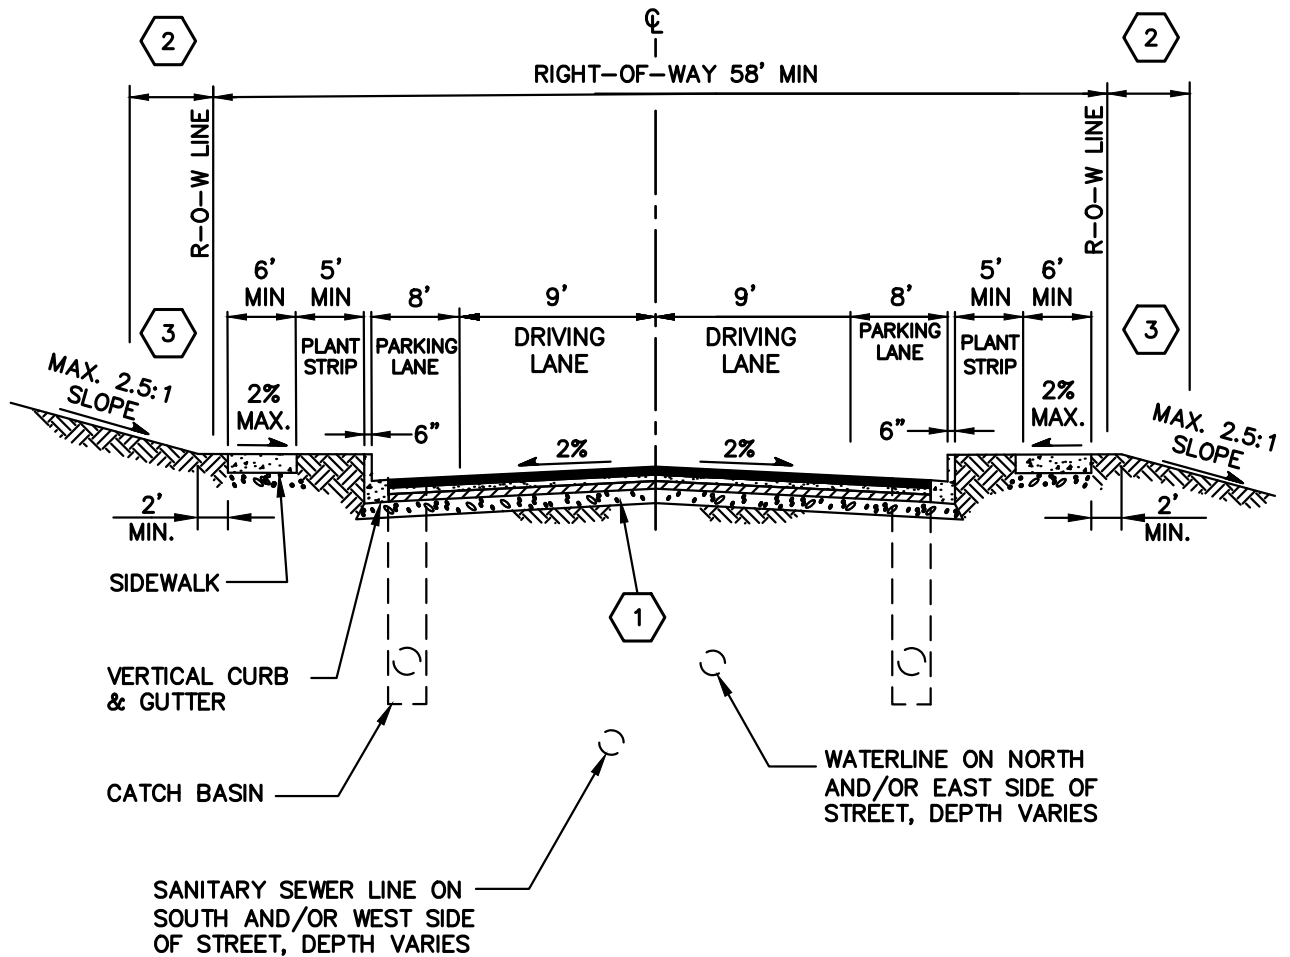 ℄
2
2
RIGHT-OF-WAY 58' MIN
R-O-W LINE
R-O-W LINE
6'
MIN
5'
MIN
8'
9'
9'
8'
5'
MIN
6'
MIN
3
3
PLANT
STRIP
PARKING
LANE
DRIVING
LANE
DRIVING
LANE
PARKING
LANE
PLANT
STRIP
MAX. 2.5:1
SLOPE
2%
MAX.
6"
2%
2%
6"
2%
MAX.
MAX. 2.5:1
SLOPE
2'
MIN.
2'
MIN.
SIDEWALK
1
VERTICAL CURB
& GUTTER
CATCH BASIN
WATERLINE ON NORTH
AND/OR EAST SIDE OF
STREET, DEPTH VARIES
SANITARY SEWER LINE ON
SOUTH AND/OR WEST SIDE
OF STREET, DEPTH VARIES